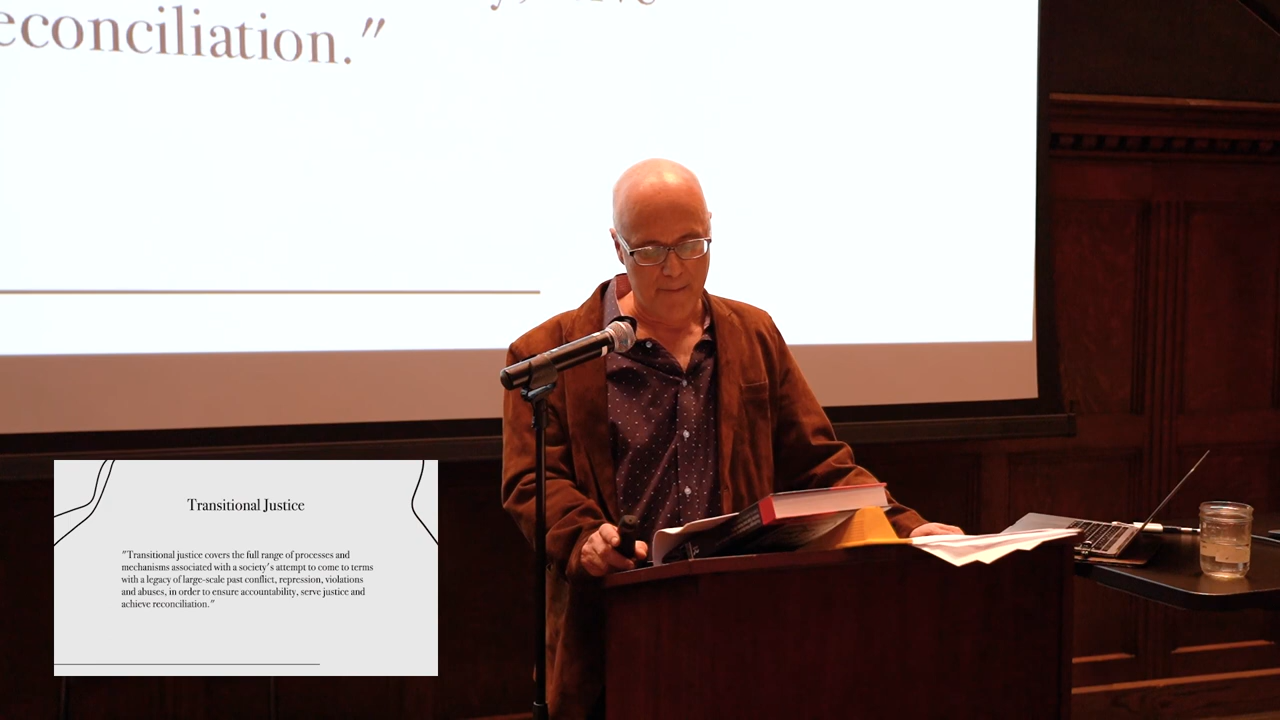 reconciliation."
Transitional Justice
"Transitional justice covers the full range of processes and
mechanisms associated with a society's attempt to come to terms
with a legacy of large-scale past conflict, repression, violations
and abuses, in order to ensure accountability, serve justice and
achieve reconciliation."